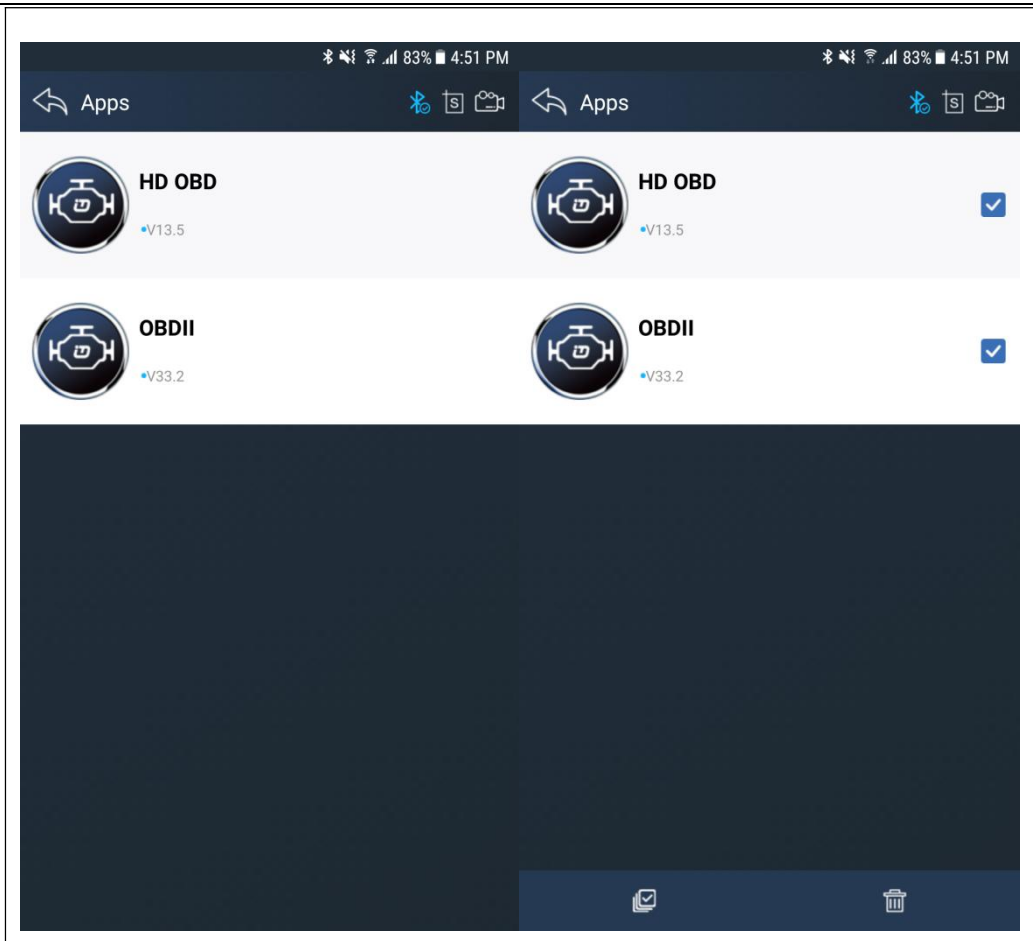 83% 4:51 PM
Apps
S
HD OBD
•V13.5
OBDII
•V33.2
83% 4:51 PM
Apps
S
HD OBD
•V13.5
OBDII
•V33.2